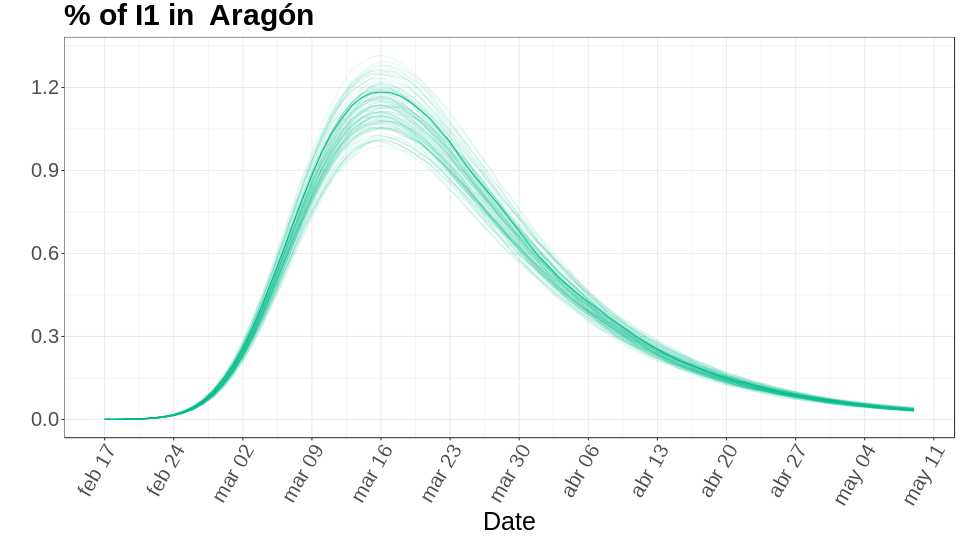 % of I1 in  Aragón
1.2
0.9
0.6
0.3
0.0
feb 17
feb 24
mar 02
mar 09
mar 16
mar 23
mar 30
abr 06
abr 13
abr 20
abr 27
may 04
may 11
Date